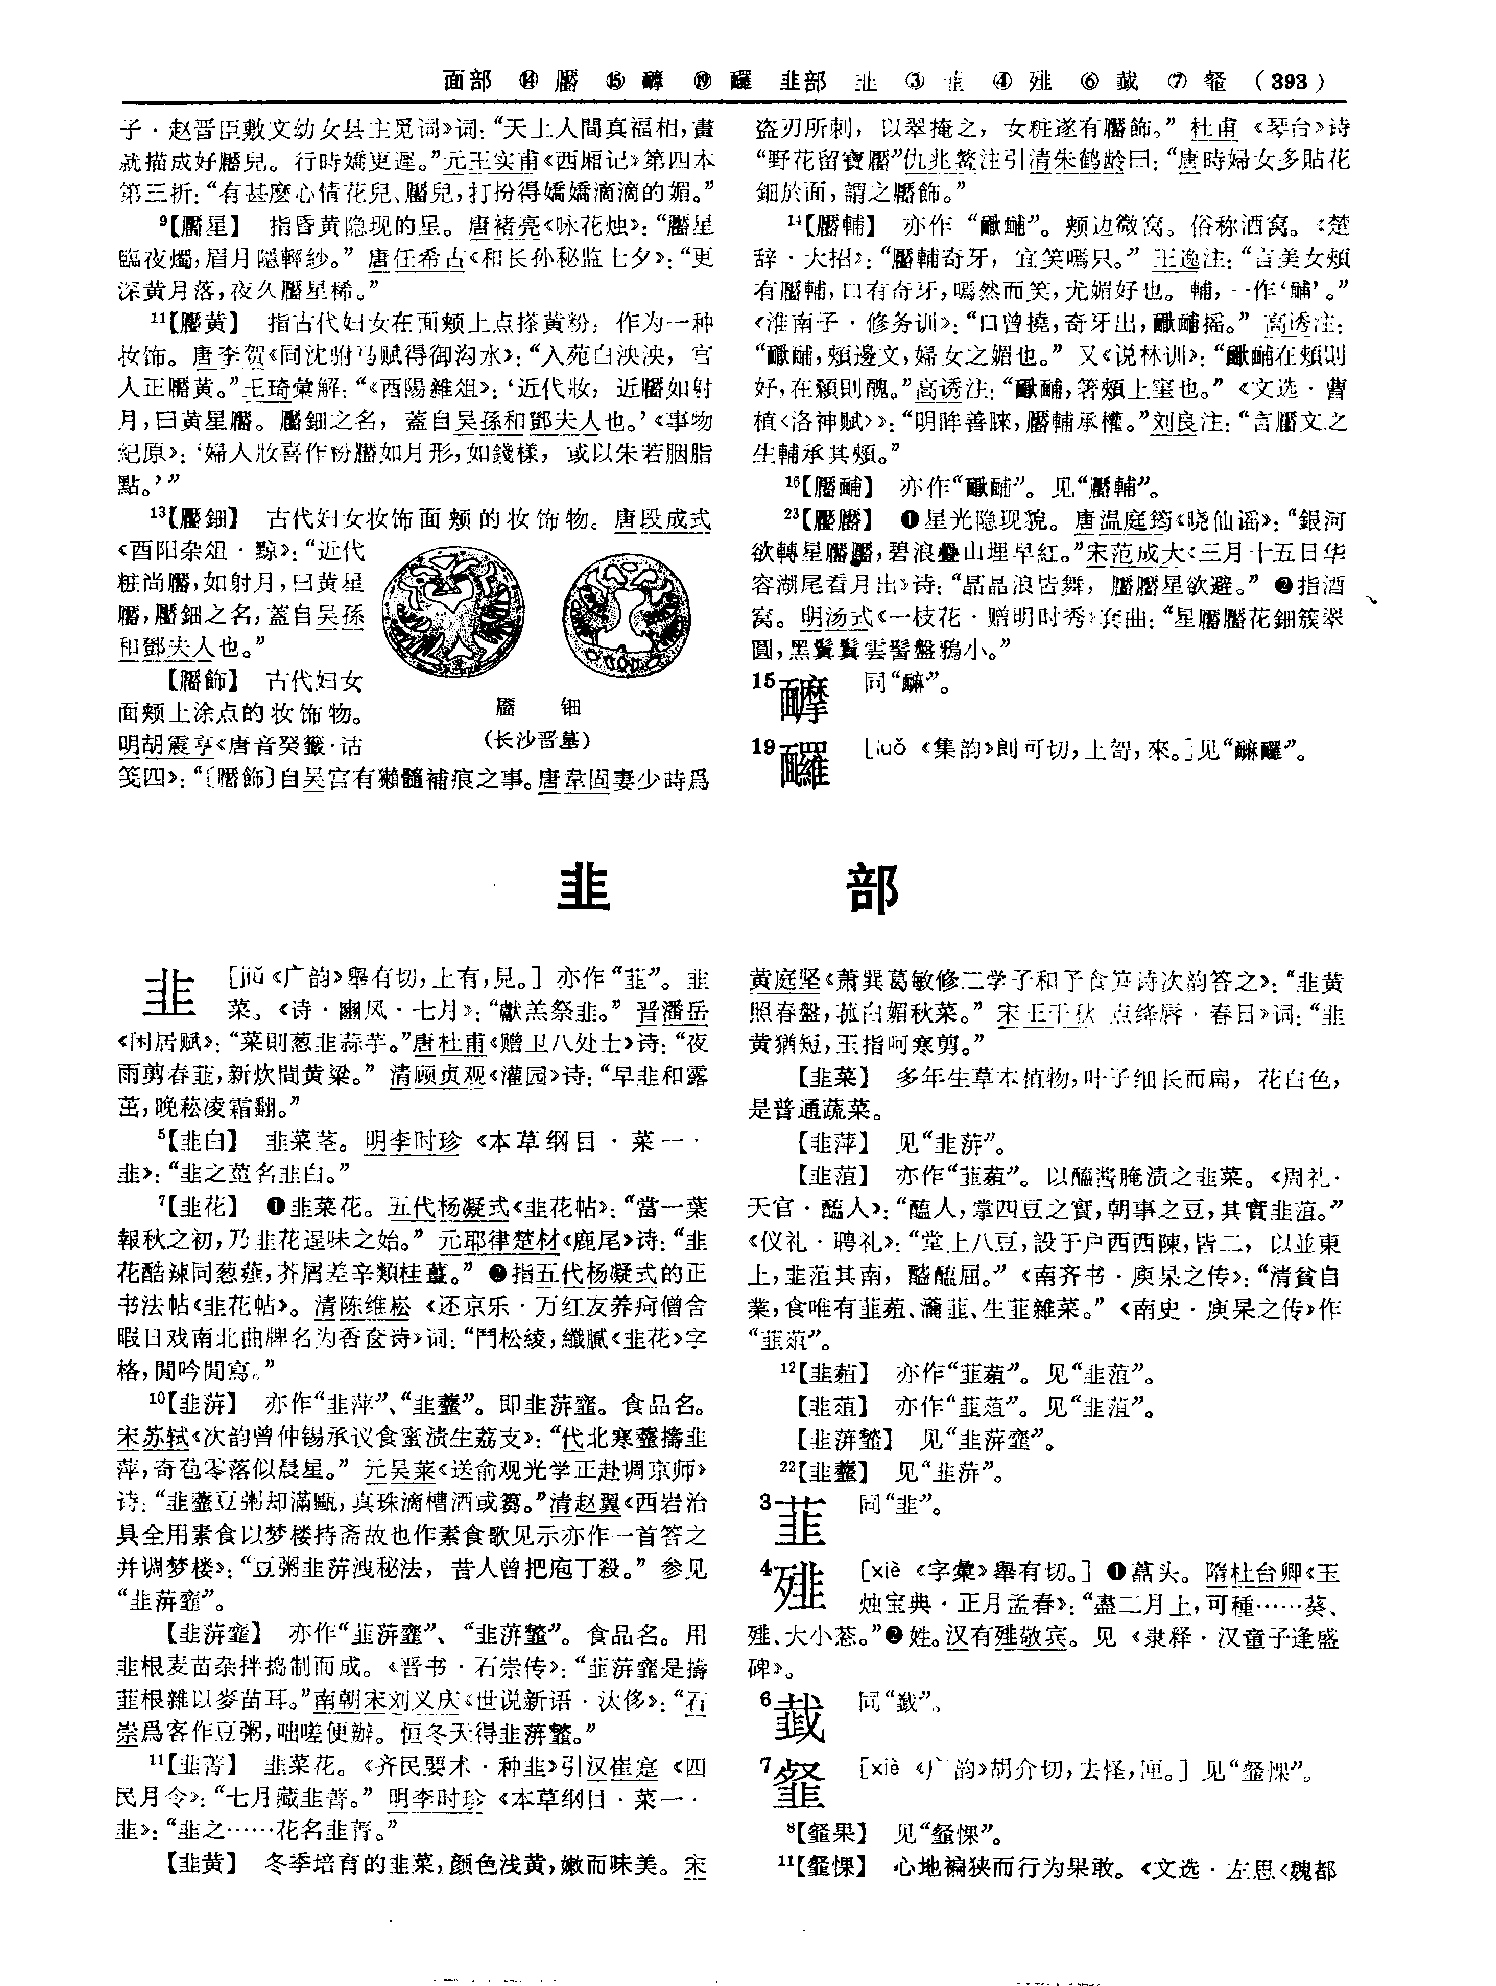 面部 ⑭靨 ⑮ ⑲ 韭部 韭 ③韮 ④ ⑥ ⑦ (393)
子·赵晋臣敷文幼女县主觅词》词：“天上人間真福相，畫
就描成好靨兒。行時嬌更遲。”元王实甫《西厢记》第四本
第三折：“有甚麽心情花兒、靨兒，打扮得嬌嬌滴滴的媚。”
⁹【靨星】 指昏黄隐现的星。唐褚亮《咏花烛》：“靨星
臨夜燭，眉月隱輕紗。”唐任希古《和长孙秘监七夕》：“更
深黄月落，夜久靨星稀。”
¹¹【靨黄】 指古代妇女在面颊上点搽黄粉，作为一种
妆饰。唐李贺《同沈驸马赋得御沟水》：“入苑白泱泱，宫
人正靨黄。”王琦彙解：“《酉陽雜俎》：‘近代妝，近靨如射
月，曰黄星靨。靨鈿之名，蓋自吴孫和鄧夫人也。’《事物
紀原》：‘婦人妝喜作粉靨如月形，如錢樣，或以朱若胭脂
點。’”
¹³【靨鈿】 古代妇女妆饰面颊的妆饰物。唐段成式
《酉阳杂俎·黥》：“近代
粧尚靨，如射月，曰黄星
靨，靨鈿之名，蓋自吴孫
和鄧夫人也。”
【靨飾】 古代妇女
面颊上涂点的妆饰物。
明胡震亨《唐音癸籤·诂
笺四》：“〔靨飾〕自吴宫有獺髓補痕之事。唐韋固妻少時爲
靨 钿
(长沙晋墓)
盗刃所刺，以翠掩之，女粧遂有靨飾。”杜甫《琴台》诗
“野花留寶靨”仇兆鳌注引清朱鹤龄曰：“唐時婦女多貼花
鈿於面，謂之靨飾。”
¹⁴【靨輔】 亦作“𪉸䩉”。颊边微窝。俗称酒窝。《楚
辞·大招》：“靨輔奇牙，宜笑嘕只。”王逸注：“言美女頰
有靨輔，口有奇牙，嘕然而笑，尤媚好也。輔，一作‘䩉’。”
《淮南子·修务训》：“口曾撓，奇牙出，䩉摇。”高诱注：
“䩉，頰邊文，婦女之媚也。”又《说林训》：“䩉在頰則
好，在顙則醜。”高诱注：“䩉，箸頰上窐也。”《文选·曹
植〈洛神赋〉》：“明眸善睞，靨輔承權。”刘良注：“言靨文之
生輔承其頰。”
¹⁶【靨䩉】 亦作“䩉”。见“靨輔”。
²³【靨靨】 ❶星光隐现貌。唐温庭筠《晓仙谣》：“銀河
欲轉星靨靨，碧浪疊山埋早紅。”宋范成大《三月十五日华
容湖尾看月出》诗：“晶晶浪皆舞，靨靨星欲避。”❷指酒
窝。明汤式《一枝花·赠明时秀》套曲：“星靨靨花鈿簇翠
圓，黑鬒鬒雲髻盤鴉小。”
15 同“”。
19 [luǒ 《集韵》郎可切，上哿，來。]见“”。
韭 部
韭 [jiǔ《广韵》舉有切，上有，見。]亦作“韮”。韭
菜。《诗·豳风·七月》：“獻羔祭韭。”晋潘岳
《闲居赋》：“菜則葱韭蒜芋。”唐杜甫《赠卫八处士》诗：“夜
雨剪春韮，新炊間黄粱。”清顾贞观《灌园》诗：“早韭和露
茁，晚菘凌霜翻。”
⁵【韭白】 韭菜茎。明李时珍《本草纲目·菜一·
韭》：“韭之莖名韭白。”
⁷【韭花】 ❶韭菜花。五代杨凝式《韭花帖》：“當一葉
報秋之初，乃韭花逞味之始。”元耶律楚材《鹿尾》诗：“韭
花酷辣同葱薤，芥屑差辛類桂薑。”❷指五代杨凝式的正
书法帖《韭花帖》。清陈维崧《还京乐·万红友养疴僧舍
暇日戏南北曲牌名为香奁诗》词：“鬥松綾，纖膩《韭花》字
格，閒吟閒寫。”
¹⁰【韭蓱】 亦作“韭萍”、“韭虀”。即韭蓱虀。食品名。
宋苏轼《次韵曾仲锡承议食蜜渍生荔支》：“代北寒虀擣韭
萍，奇苞零落似晨星。”元吴莱《送俞观光学正赴调京师》
诗：“韭虀豆粥却滿甌，真珠滴槽酒或篘。”清赵翼《西岩治
具全用素食以梦楼持斋故也作素食歌见示亦作一首答之
并调梦楼》：“豆粥韭蓱洩秘法，昔人曾把庖丁殺。”参见
“韭蓱虀”。
【韭蓱虀】 亦作“韮蓱虀”、“韭蓱𩐎”。食品名。用
韭根麦苗杂拌捣制而成。《晋书·石崇传》：“韮蓱虀是擣
韮根雜以麥苗耳。”南朝宋刘义庆《世说新语·汰侈》：“石
崇爲客作豆粥，咄嗟便辦。恒冬天得韭蓱𩐎。”
¹¹【韭菁】 韭菜花。《齐民要术·种韭》引汉崔寔《四
民月令》：“七月藏韭菁。”明李时珍《本草纲目·菜一·
韭》：“韭之……花名韭菁。”
【韭黄】 冬季培育的韭菜，颜色浅黄，嫩而味美。宋
黄庭坚《萧巽葛敏修二学子和予食笋诗次韵答之》：“韭黄
照春盤，菰白媚秋菜。”宋王千秋《点绛唇·春日》词：“韭
黄猶短，玉指呵寒剪。”
【韭菜】 多年生草本植物，叶子细长而扁，花白色，
是普通蔬菜。
【韭萍】 见“韭蓱”。
【韭菹】 亦作“韮葅”。以醯酱腌渍之韭菜。《周礼·
天官·醢人》：“醢人，掌四豆之實，朝事之豆，其實韭菹。”
《仪礼·聘礼》：“堂上八豆，設于户西西陳，皆二，以並東
上，韭菹其南，醓醢屈。”《南齐书·庾杲之传》：“清貧自
業，食唯有韮葅、瀹韮、生韮雜菜。”《南史·庾杲之传》作
“韮菹”。
¹²【韭葅】 亦作“韮葅”。见“韭菹”。
【韭蒩】 亦作“韮菹”。见“韭菹”。
【韭蓱𩐎】 见“韭蓱虀”。
²²【韭虀】 见“韭蓱”。
3韮 同“韭”。
4 [xiè 《字彙》舉有切。]❶藠头。隋杜台卿《玉
烛宝典·正月孟春》：“盡二月上，可種……葵、
、大小葱。”❷姓。汉有敬宾。见《隶释·汉童子逢盛
碑》。
6 同“”。
7 [xiè 《广韵》胡介切，去怪，匣。]见“惈”。
⁸【果】 见“惈”。
¹¹【惈】 心地褊狭而行为果敢。《文选·左思〈魏都